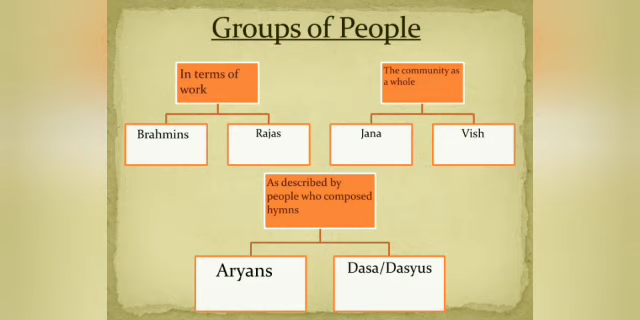 Groups of People
In terms of
work
The community as
a whole
Brahmins
Rajas
Jana
Vish
As described by
people who composed
hymns
Aryans
Dasa/Dasyus